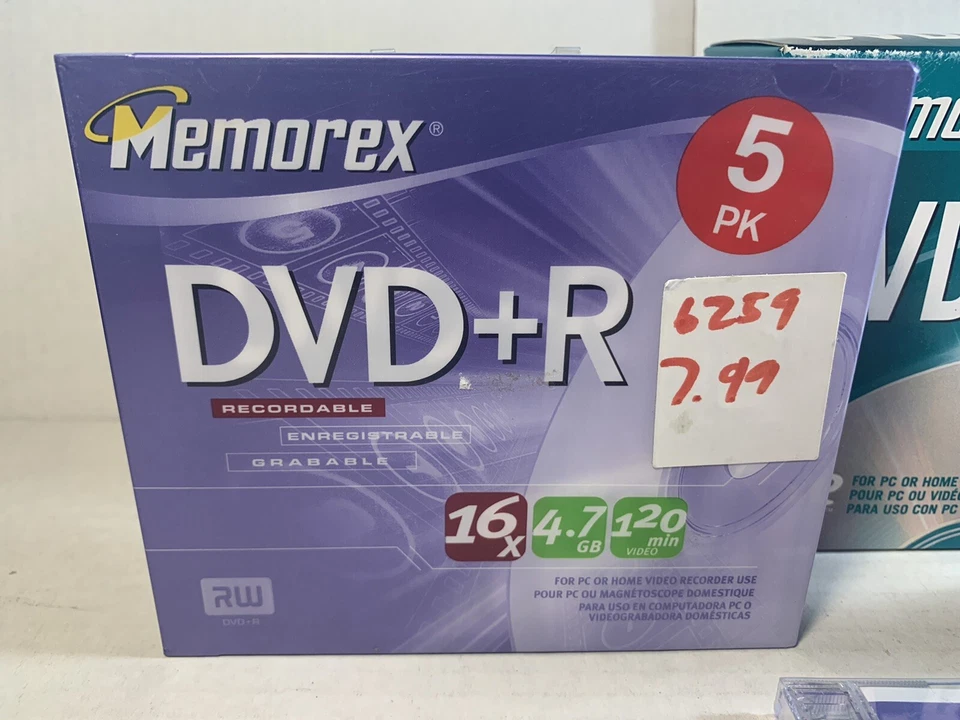 Memorex®
5
PK
DVD+R
6259
7.99
RECORDABLE
ENREGISTRABLE
GRABABLE
16x
4.7 GB
120 min
VIDEO
FOR PC OR HOME VIDEO RECORDER USE
POUR PC OU MAGNÉTOSCOPE DOMESTIQUE
PARA USO EN COMPUTADORA PC O
VIDEOGRABADORA DOMÉSTICAS
RW
DVD+R
FOR PC OR HOME
POUR PC OU
PARA USO CON PC